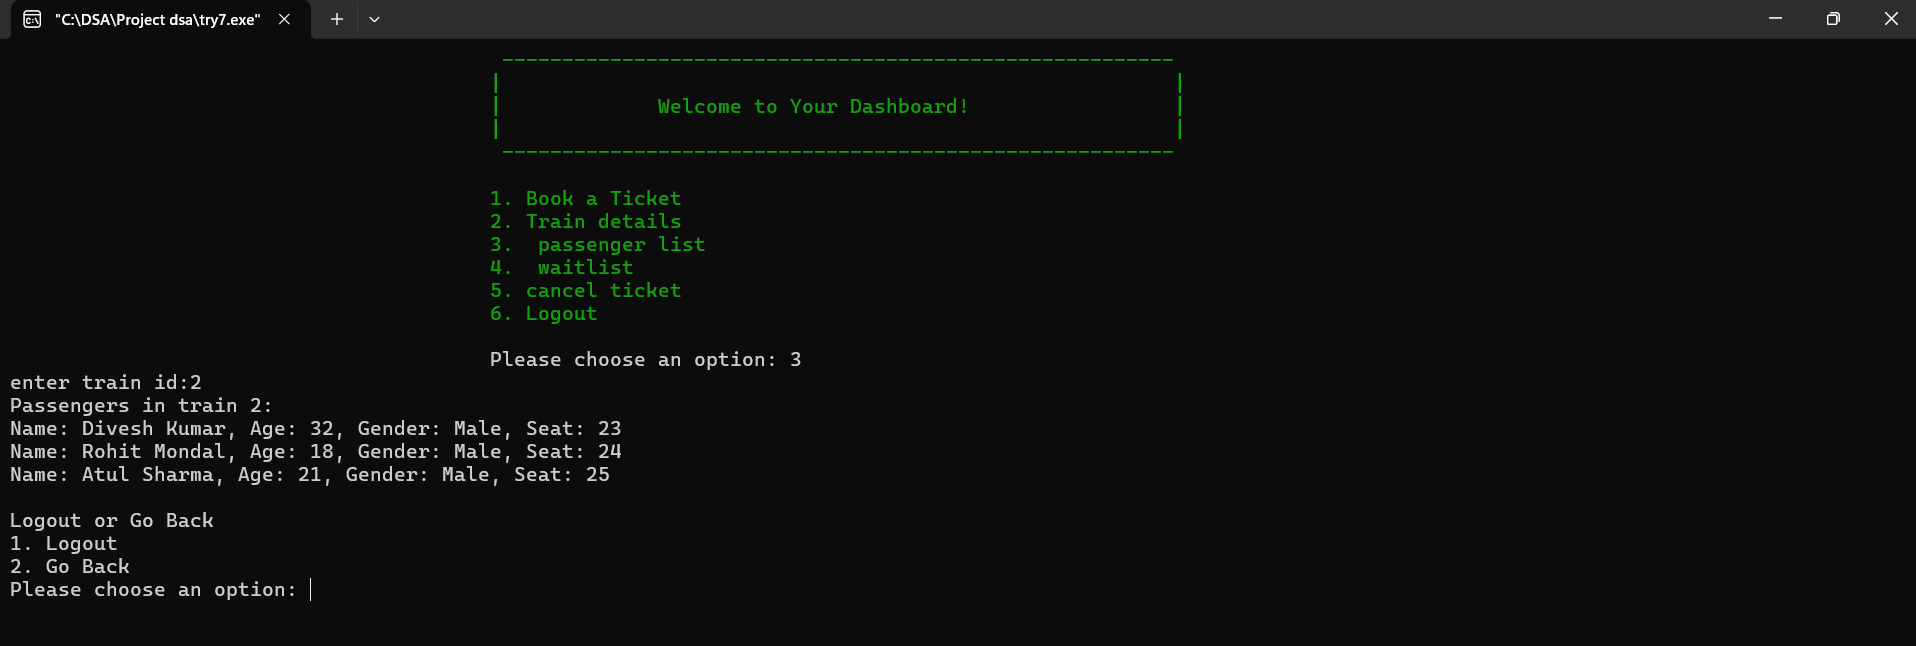 "C:\DSA\Project dsa\try7.exe"
Welcome to Your Dashboard!
1. Book a Ticket
2. Train details
3.  passenger list
4.  waitlist
5. cancel ticket
6. Logout
Please choose an option: 3
enter train id:2
Passengers in train 2:
Name: Divesh Kumar, Age: 32, Gender: Male, Seat: 23
Name: Rohit Mondal, Age: 18, Gender: Male, Seat: 24
Name: Atul Sharma, Age: 21, Gender: Male, Seat: 25
Logout or Go Back
1. Logout
2. Go Back
Please choose an option: